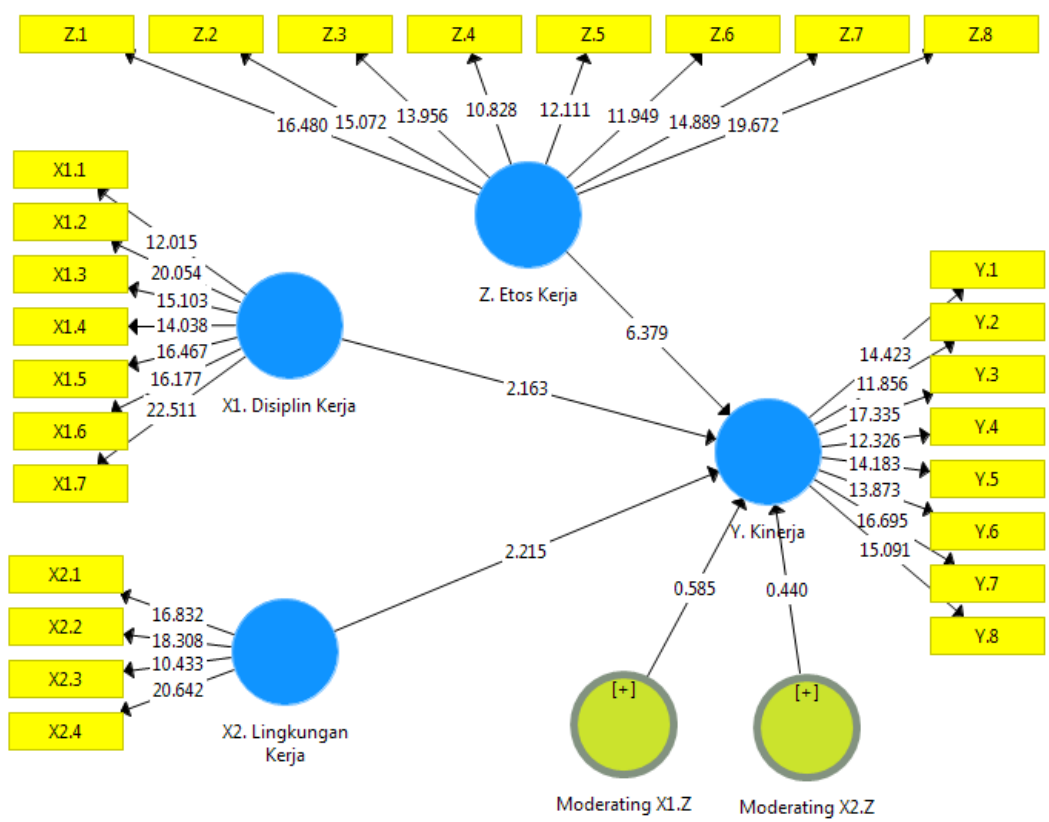 Z.1
Z.2
Z.3
Z.4
Z.5
Z.6
Z.7
Z.8
16.480
15.072
13.956
10.828
12.111
11.949
14.889
19.672
X1.1
X1.2
X1.3
X1.4
X1.5
X1.6
X1.7
12.015
20.054
15.103
14.038
16.467
16.177
22.511
X1. Disiplin Kerja
Z. Etos Kerja
6.379
2.163
Y.1
Y.2
Y.3
Y.4
Y.5
Y.6
Y.7
Y.8
14.423
11.856
17.335
12.326
14.183
13.873
16.695
15.091
Y. Kinerja
X2.1
X2.2
X2.3
X2.4
16.832
18.308
10.433
20.642
X2. Lingkungan
Kerja
2.215
0.585
0.440
[+]
[+]
Moderating X1.Z
Moderating X2.Z